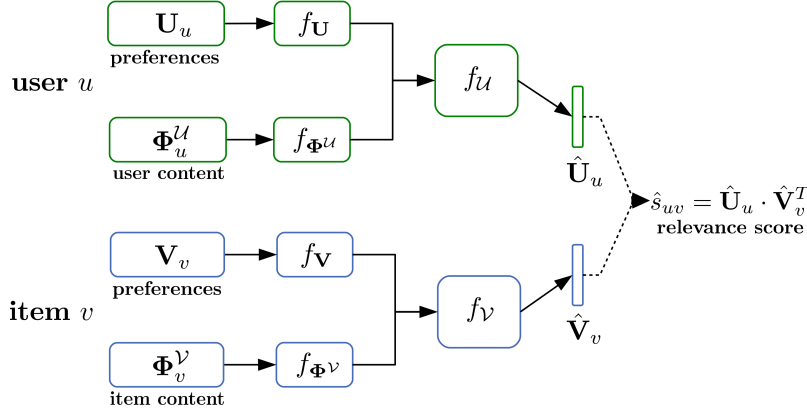 U_u
f_U
preferences
user u
f_𝒰
Φ_u^𝒰
f_Φ^𝒰
user content
Û_u
ŝ_uv = Û_u · V̂_v^T
relevance score
V_v
f_V
preferences
item v
f_𝒱
V̂_v
Φ_v^𝒱
f_Φ^𝒱
item content